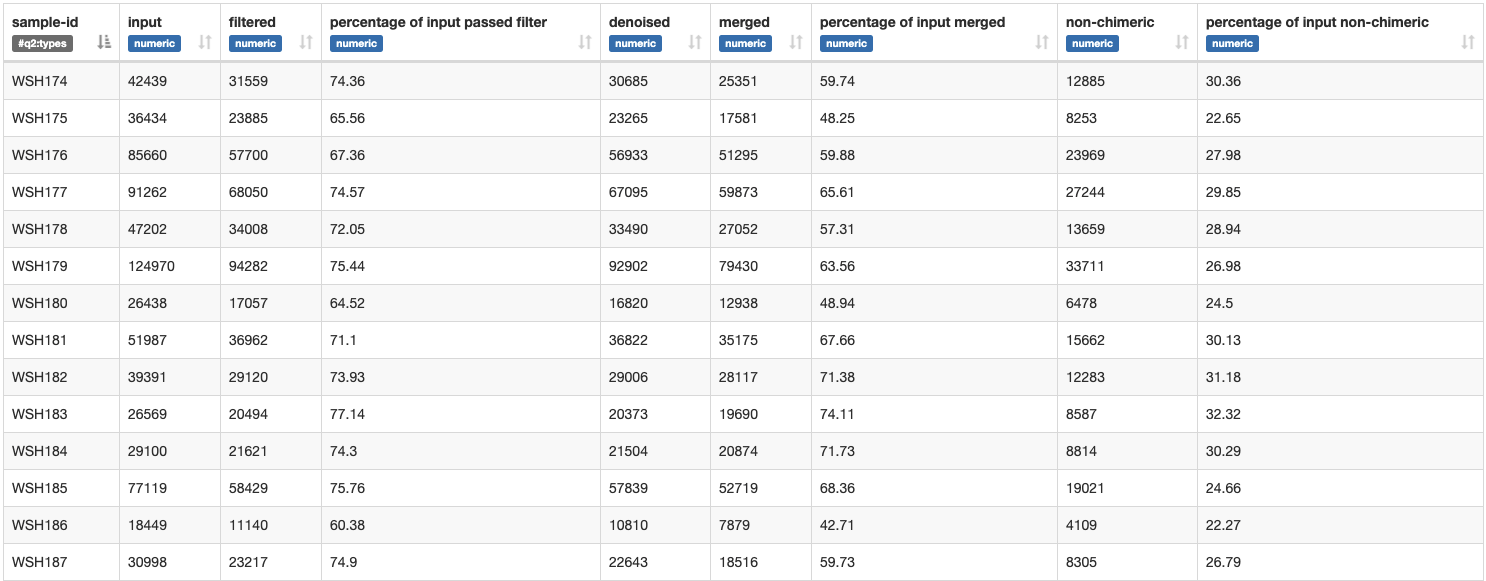 sample-id input filtered percentage of input passed filter denoised merged percentage of input merged non-chimeric percentage of input non-chimeric
#q2:types numeric numeric numeric numeric numeric numeric numeric numeric
WSH174 42439 31559 74.36 30685 25351 59.74 12885 30.36
WSH175 36434 23885 65.56 23265 17581 48.25 8253 22.65
WSH176 85660 57700 67.36 56933 51295 59.88 23969 27.98
WSH177 91262 68050 74.57 67095 59873 65.61 27244 29.85
WSH178 47202 34008 72.05 33490 27052 57.31 13659 28.94
WSH179 124970 94282 75.44 92902 79430 63.56 33711 26.98
WSH180 26438 17057 64.52 16820 12938 48.94 6478 24.5
WSH181 51987 36962 71.1 36822 35175 67.66 15662 30.13
WSH182 39391 29120 73.93 29006 28117 71.38 12283 31.18
WSH183 26569 20494 77.14 20373 19690 74.11 8587 32.32
WSH184 29100 21621 74.3 21504 20874 71.73 8814 30.29
WSH185 77119 58429 75.76 57839 52719 68.36 19021 24.66
WSH186 18449 11140 60.38 10810 7879 42.71 4109 22.27
WSH187 30998 23217 74.9 22643 18516 59.73 8305 26.79